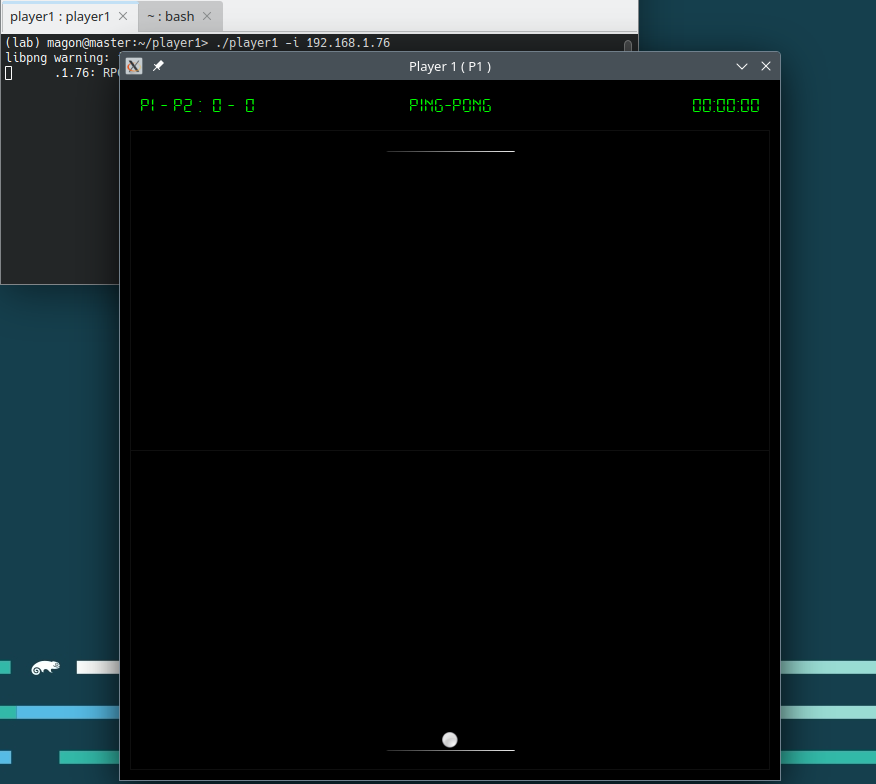 player1 : player1
~ : bash
(lab) magon@master:~/player1> ./player1 -i 192.168.1.76
libpng warning:
.1.76: RP
Player 1 ( P1 )
P1 - P2 : 0 - 0
PING-PONG
00:00:00